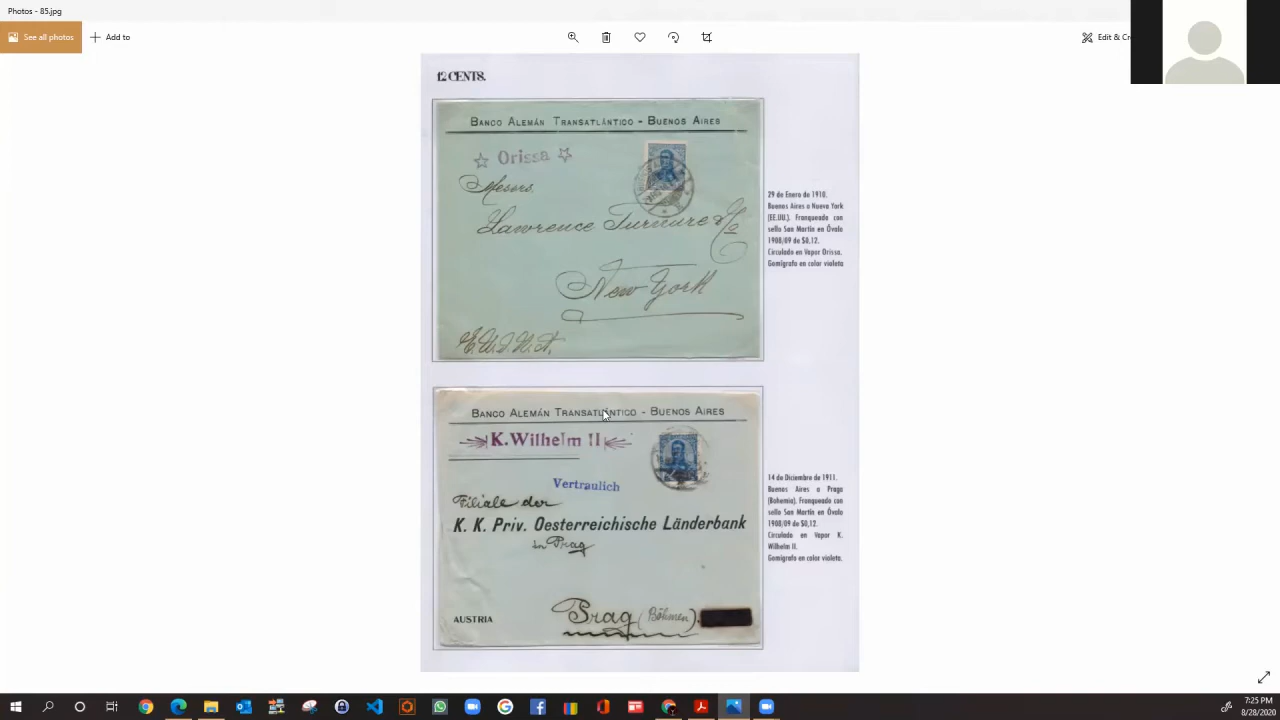 Photos - 85.jpg
See all photos
Add to
Edit & Cr
12 CENTS.
BANCO ALEMÁN TRANSATLÁNTICO - BUENOS AIRES
☆ Orissa ☆
Messrs.
Lawrence Turnure & Co
New York
E.U.d.N.A.
29 de Enero de 1910.
Buenos Aires a Nueva York
(EE.UU.). Franqueado con
sello San Martín en Óvalo
1908/09 de $0,12.
Circulado en Vapor Orissa.
Gomígrafo en color violeta
BANCO ALEMÁN TRANSATLÁNTICO - BUENOS AIRES
K. Wilhelm II
Vertraulich
Filiale der
K. K. Priv. Oesterreichische Länderbank
in Prag
Prag (Böhmen).
AUSTRIA
14 de Diciembre de 1911.
Buenos Aires a Praga
(Bohemia). Franqueado con
sello San Martín en Óvalo
1908/09 de $0,12.
Circulado en Vapor K.
Wilhelm II.
Gomígrafo en color violeta.
7:25 PM
8/28/2020